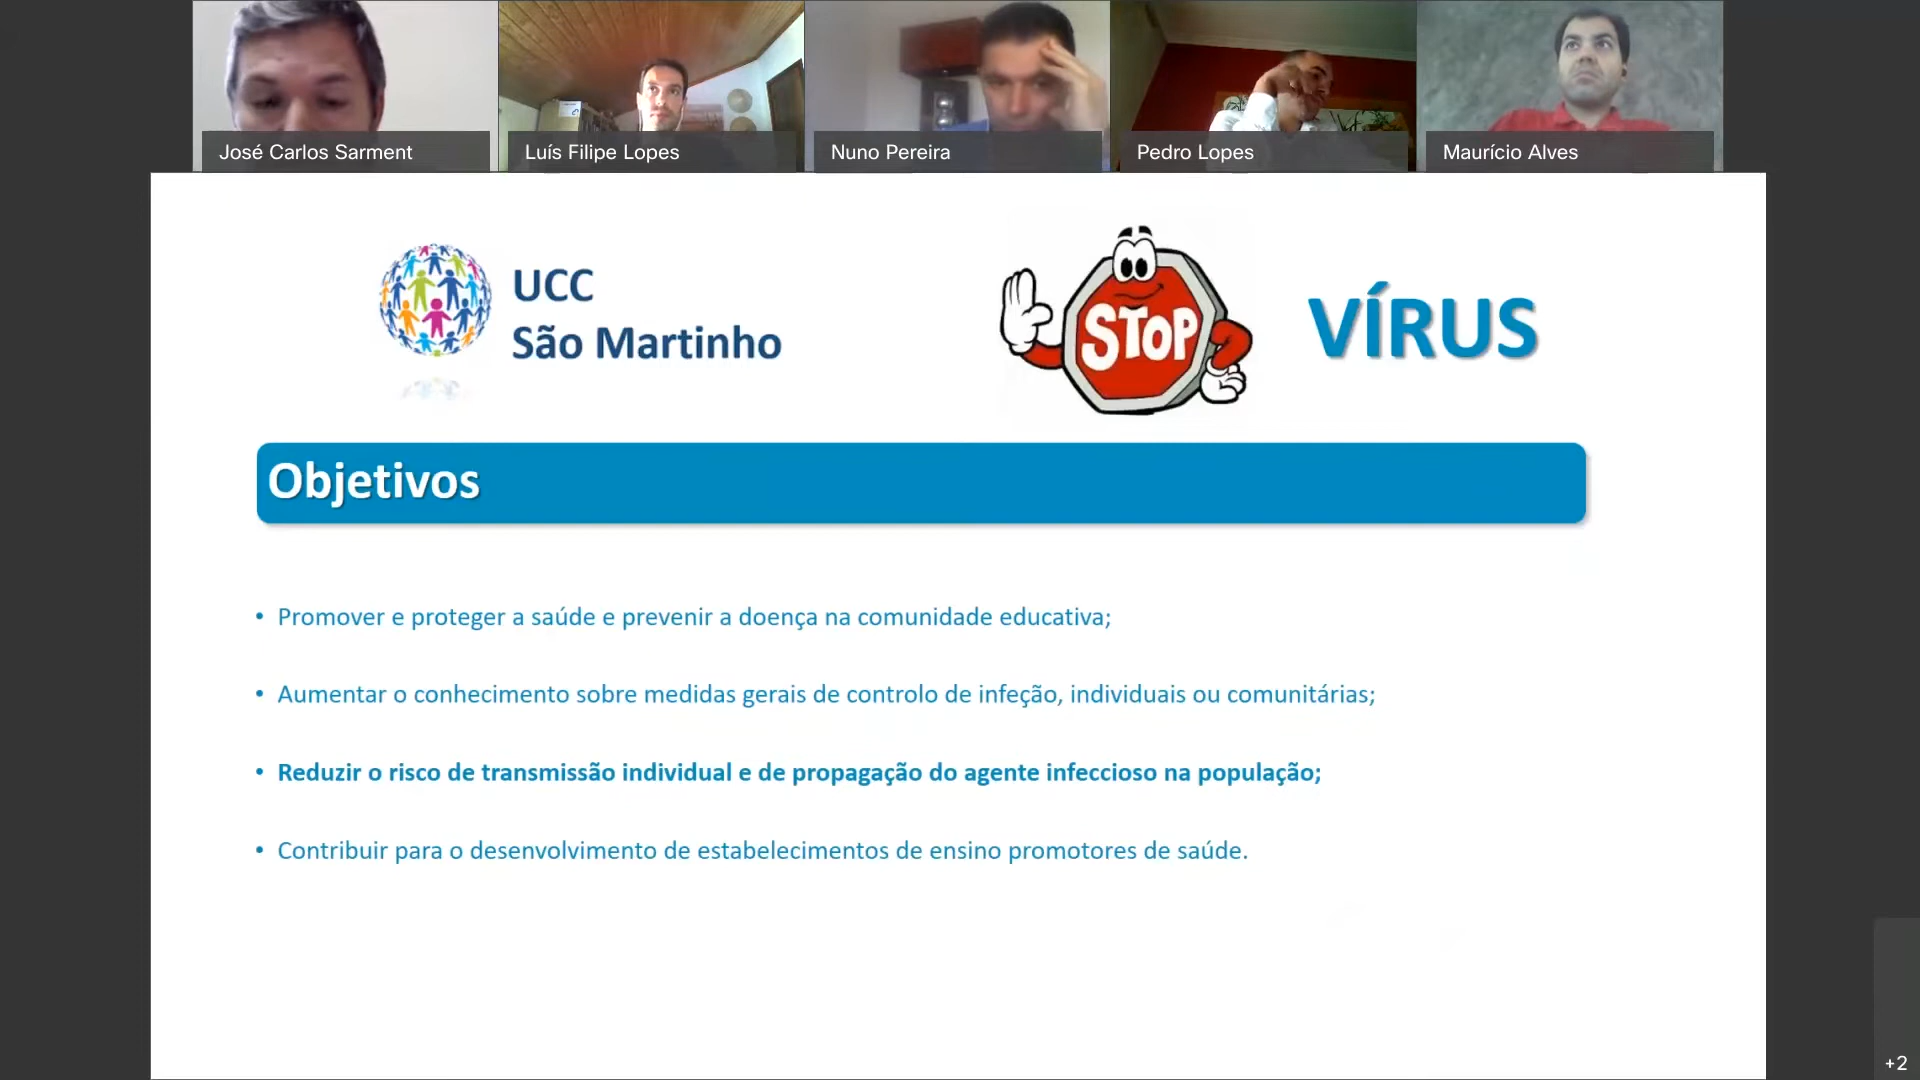 José Carlos Sarment
Luís Filipe Lopes
Nuno Pereira
Pedro Lopes
Maurício Alves
UCC
São Martinho
STOP
VÍRUS
Objetivos
• Promover e proteger a saúde e prevenir a doença na comunidade educativa;
• Aumentar o conhecimento sobre medidas gerais de controlo de infeção, individuais ou comunitárias;
• Reduzir o risco de transmissão individual e de propagação do agente infeccioso na população;
• Contribuir para o desenvolvimento de estabelecimentos de ensino promotores de saúde.
+2